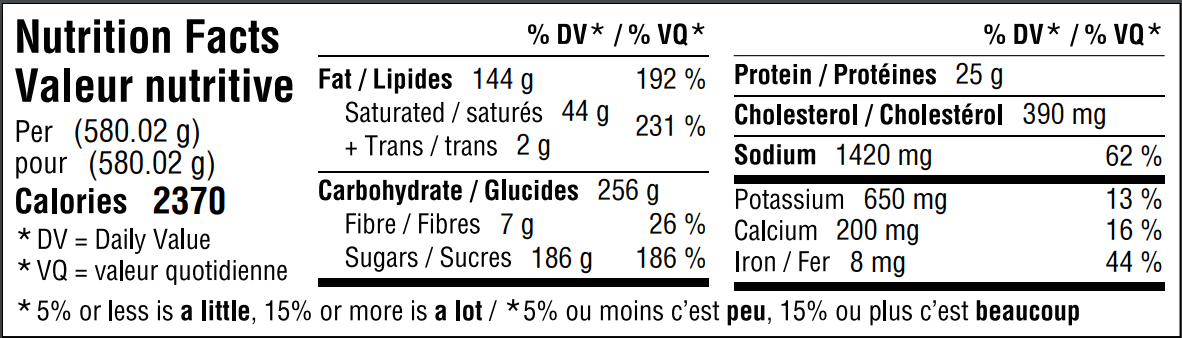 Nutrition Facts
Valeur nutritive
Per (580.02 g)
pour (580.02 g)
Calories 2370
* DV = Daily Value
* VQ = valeur quotidienne
% DV* / % VQ*
Fat / Lipides 144 g 192 %
Saturated / saturés 44 g
+ Trans / trans 2 g
231 %
Carbohydrate / Glucides 256 g
Fibre / Fibres 7 g 26 %
Sugars / Sucres 186 g 186 %
% DV* / % VQ*
Protein / Protéines 25 g
Cholesterol / Cholestérol 390 mg
Sodium 1420 mg 62 %
Potassium 650 mg 13 %
Calcium 200 mg 16 %
Iron / Fer 8 mg 44 %
*5% or less is a little, 15% or more is a lot / *5% ou moins c’est peu, 15% ou plus c’est beaucoup